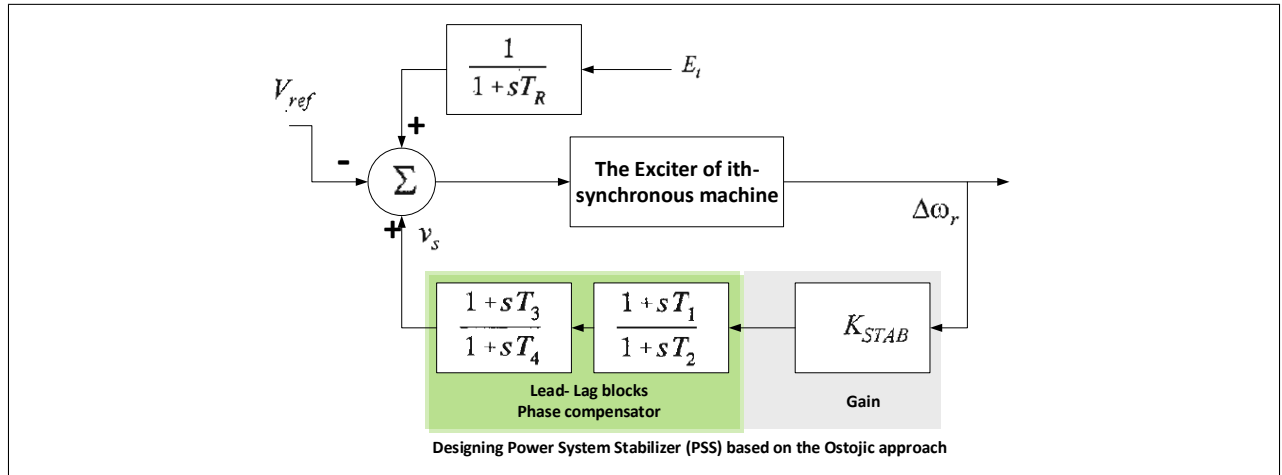 1
1 + sT_R
E_t
V_ref
+
-
Σ
+
v_s
The Exciter of ith-
synchronous machine
Δω_r
1 + sT_3
1 + sT_4
1 + sT_1
1 + sT_2
K_STAB
Lead- Lag blocks
Phase compensator
Gain
Designing Power System Stabilizer (PSS) based on the Ostojic approach